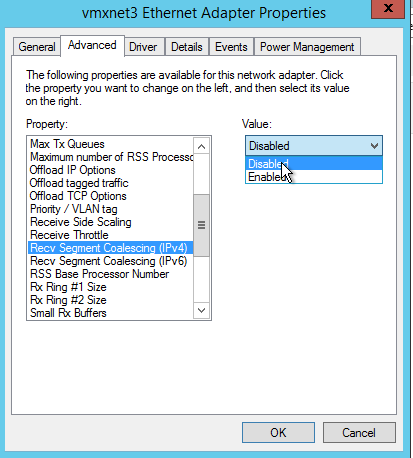 vmxnet3 Ethernet Adapter Properties
x
General Advanced Driver Details Events Power Management
The following properties are available for this network adapter. Click
the property you want to change on the left, and then select its value
on the right.
Property:
Value:
Max Tx Queues
Maximum number of RSS Processo
Offload IP Options
Offload tagged traffic
Offload TCP Options
Priority / VLAN tag
Receive Side Scaling
Receive Throttle
Recv Segment Coalescing (IPv4)
Recv Segment Coalescing (IPv6)
RSS Base Processor Number
Rx Ring #1 Size
Rx Ring #2 Size
Small Rx Buffers
Disabled
Disabled
Enabled
OK
Cancel